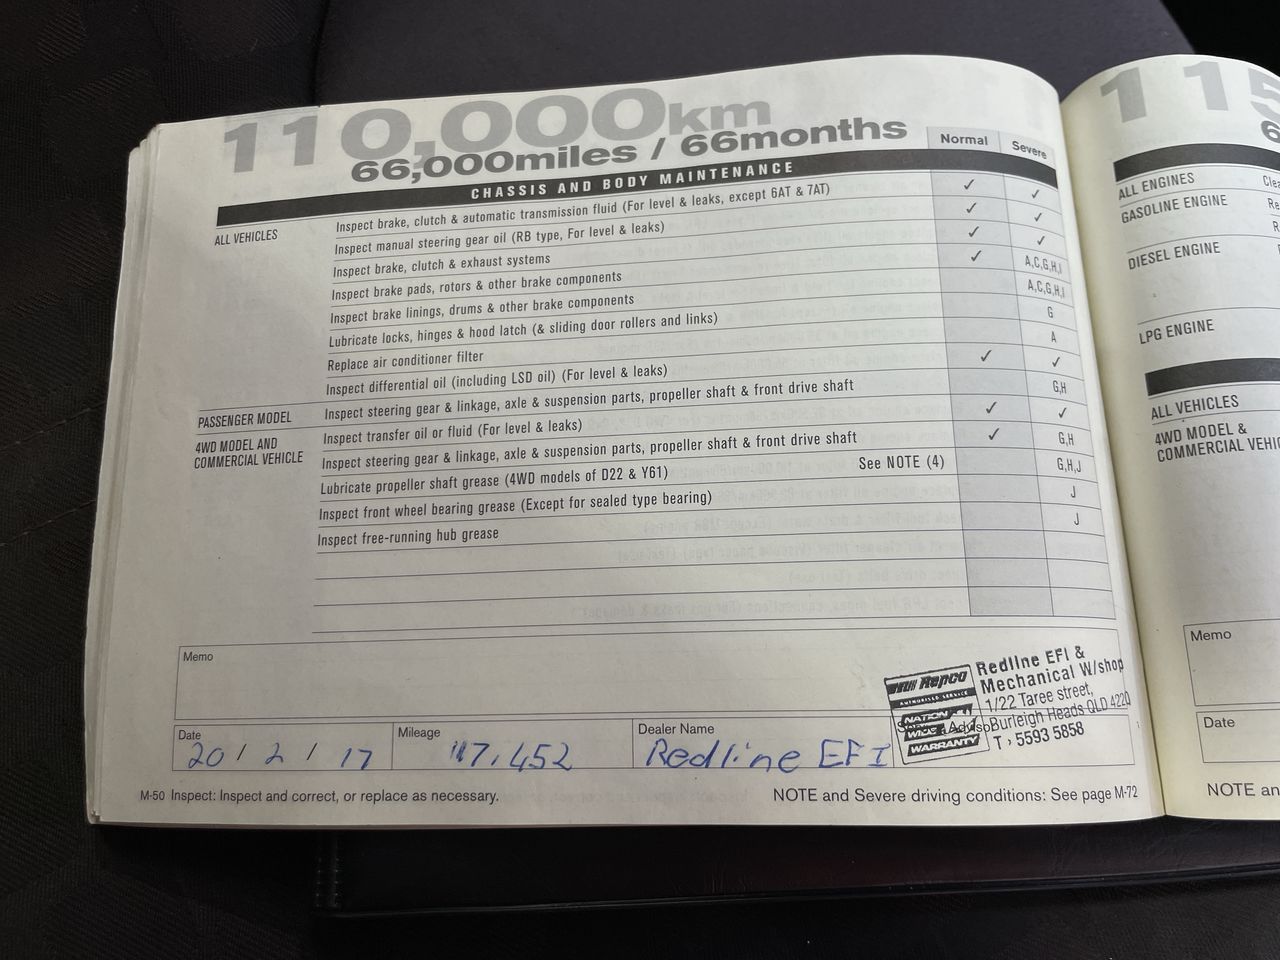 110,000km
66,000miles / 66months
Normal Severe
CHASSIS AND BODY MAINTENANCE
ALL VEHICLES Inspect brake, clutch & automatic transmission fluid (For level & leaks, except 6AT & 7AT) ✓ ✓
Inspect manual steering gear oil (RB type, For level & leaks) ✓ ✓
Inspect brake, clutch & exhaust systems ✓ ✓
Inspect brake pads, rotors & other brake components ✓ A,C,G,H,I
Inspect brake linings, drums & other brake components A,C,G,H,I
Lubricate locks, hinges & hood latch (& sliding door rollers and links) G
Replace air conditioner filter A
Inspect differential oil (including LSD oil) (For level & leaks) ✓ ✓
PASSENGER MODEL Inspect steering gear & linkage, axle & suspension parts, propeller shaft & front drive shaft G,H
4WD MODEL AND COMMERCIAL VEHICLE Inspect transfer oil or fluid (For level & leaks) ✓ ✓
Inspect steering gear & linkage, axle & suspension parts, propeller shaft & front drive shaft ✓ G,H
Lubricate propeller shaft grease (4WD models of D22 & Y61) See NOTE (4) G,H,J
Inspect front wheel bearing grease (Except for sealed type bearing) J
Inspect free-running hub grease J
Memo
Repco
AUTHORISED SERVICE
NATION
WIDE
WARRANTY
Redline EFI &
Mechanical W/shop
1/22 Taree street,
Burleigh Heads QLD 4220
T: 5593 5858
Date 20/2/17
Mileage 117,452
Dealer Name Redline EFI
M-50 Inspect: Inspect and correct, or replace as necessary.
NOTE and Severe driving conditions: See page M-72
115
6
ALL ENGINES Clea
GASOLINE ENGINE Re
DIESEL ENGINE
LPG ENGINE
ALL VEHICLES
4WD MODEL &
COMMERCIAL VEHICL
Memo
Date
NOTE an